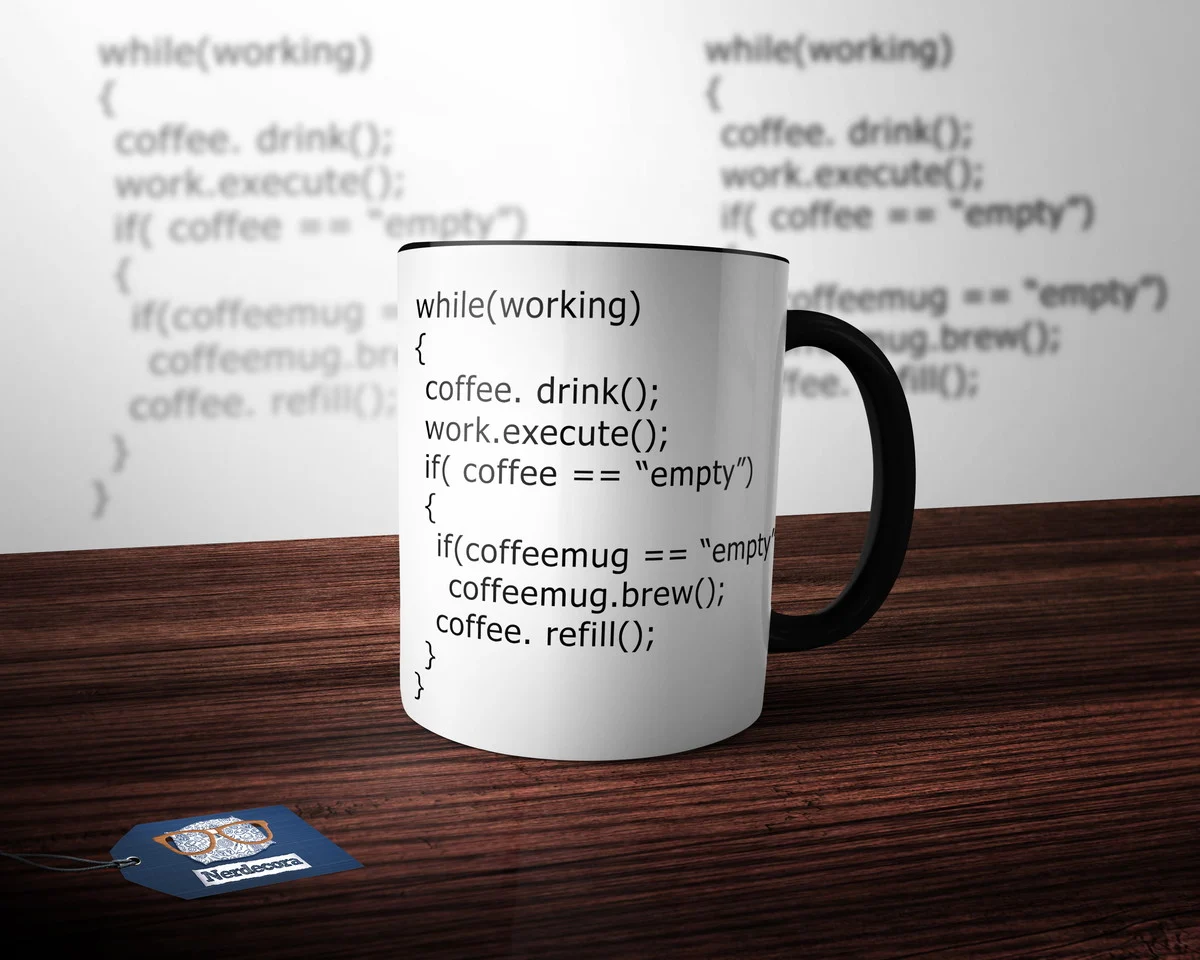 while(working)
{
coffee. drink();
work.execute();
if( coffee == “empty”)
while(working)
{
coffee. drink();
work.execute();
if( coffee == “empty”)
{
if(coffeemug
coffee. refill();
}
}
while(working)
{
coffee. drink();
work.execute();
if( coffee == “empty”)
{
if(coffeemug == “empty”
coffeemug.brew();
coffee. refill();
}
}
== “empty”)
Nerdecora